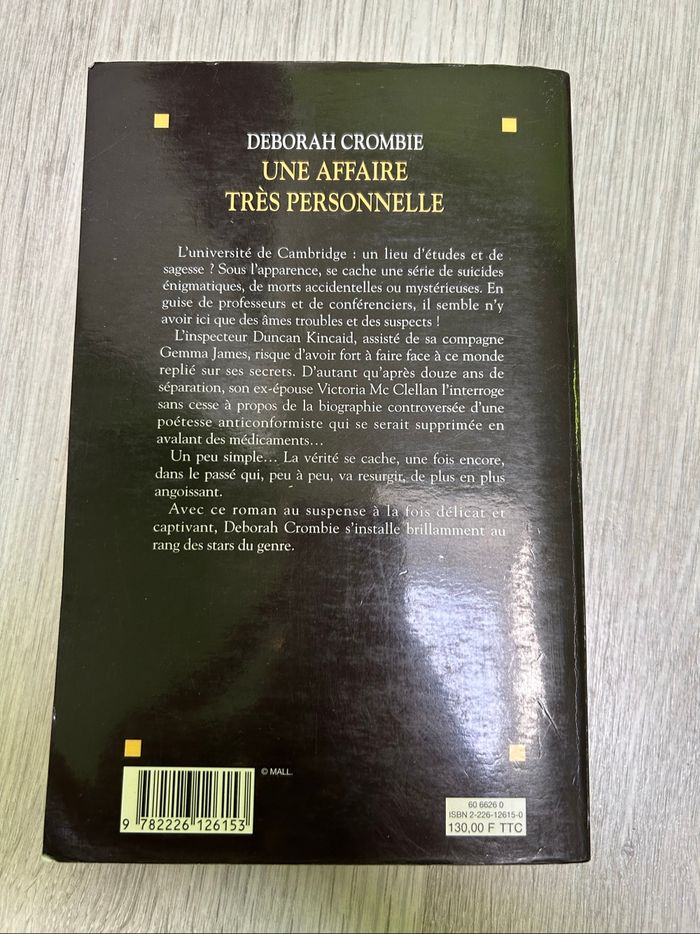 DEBORAH CROMBIE
UNE AFFAIRE
TRÈS PERSONNELLE
L'université de Cambridge : un lieu d'études et de
sagesse ? Sous l'apparence, se cache une série de suicides
énigmatiques, de morts accidentelles ou mystérieuses. En
guise de professeurs et de conférenciers, il semble n'y
avoir ici que des âmes troubles et des suspects !
L'inspecteur Duncan Kincaid, assisté de sa compagne
Gemma James, risque d'avoir fort à faire face à ce monde
replié sur ses secrets. D'autant qu'après douze ans de
séparation, son ex-épouse Victoria Mc Clellan l'interroge
sans cesse à propos de la biographie controversée d'une
poétesse anticonformiste qui se serait supprimée en
avalant des médicaments…
Un peu simple… La vérité se cache, une fois encore,
dans le passé qui, peu à peu, va resurgir, de plus en plus
angoissant.
Avec ce roman au suspense à la fois délicat et
captivant, Deborah Crombie s'installe brillamment au
rang des stars du genre.
© MALL.
9 782226 126153
60 6626 0
ISBN 2-226-12615-0
130,00 F TTC